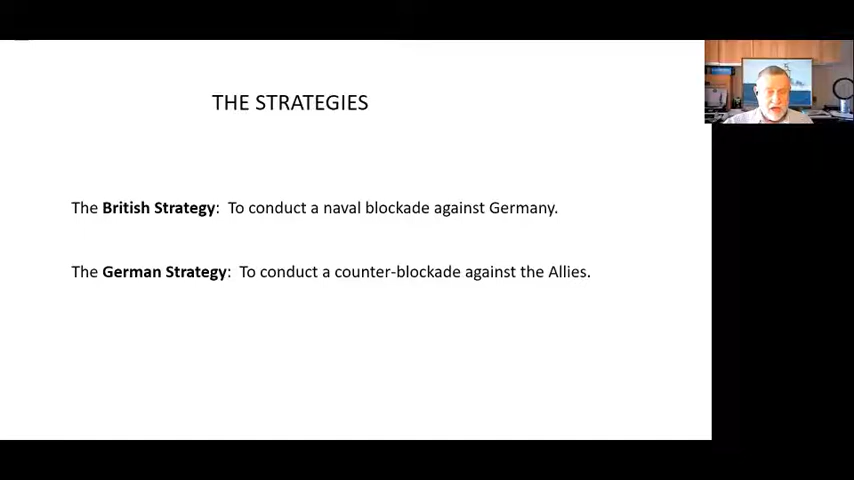 THE STRATEGIES
The British Strategy: To conduct a naval blockade against Germany.
The German Strategy: To conduct a counter-blockade against the Allies.